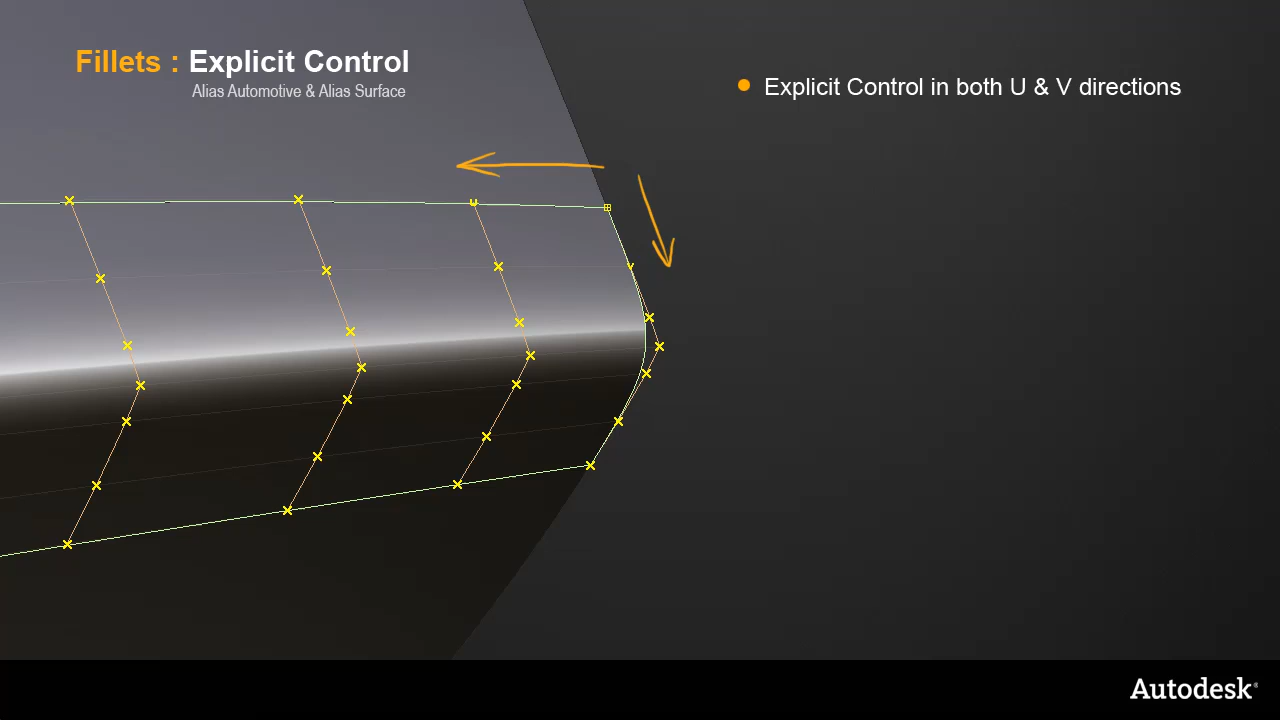 Fillets : Explicit Control
Alias Automotive & Alias Surface
Explicit Control in both U & V directions
U
V
Autodesk®